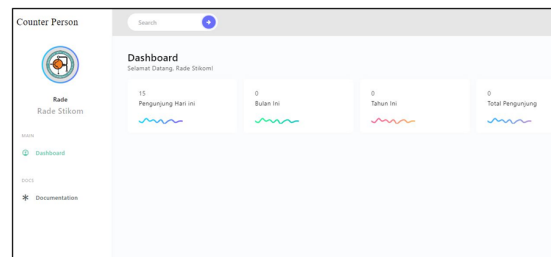 Counter Person
Search
Rade
Rade Stikom
MAIN
Dashboard
DOCS
Documentation
Dashboard
Selamat Datang, Rade Stikom!
15
Pengunjung Hari ini
0
Bulan Ini
0
Tahun Ini
0
Total Pengunjung